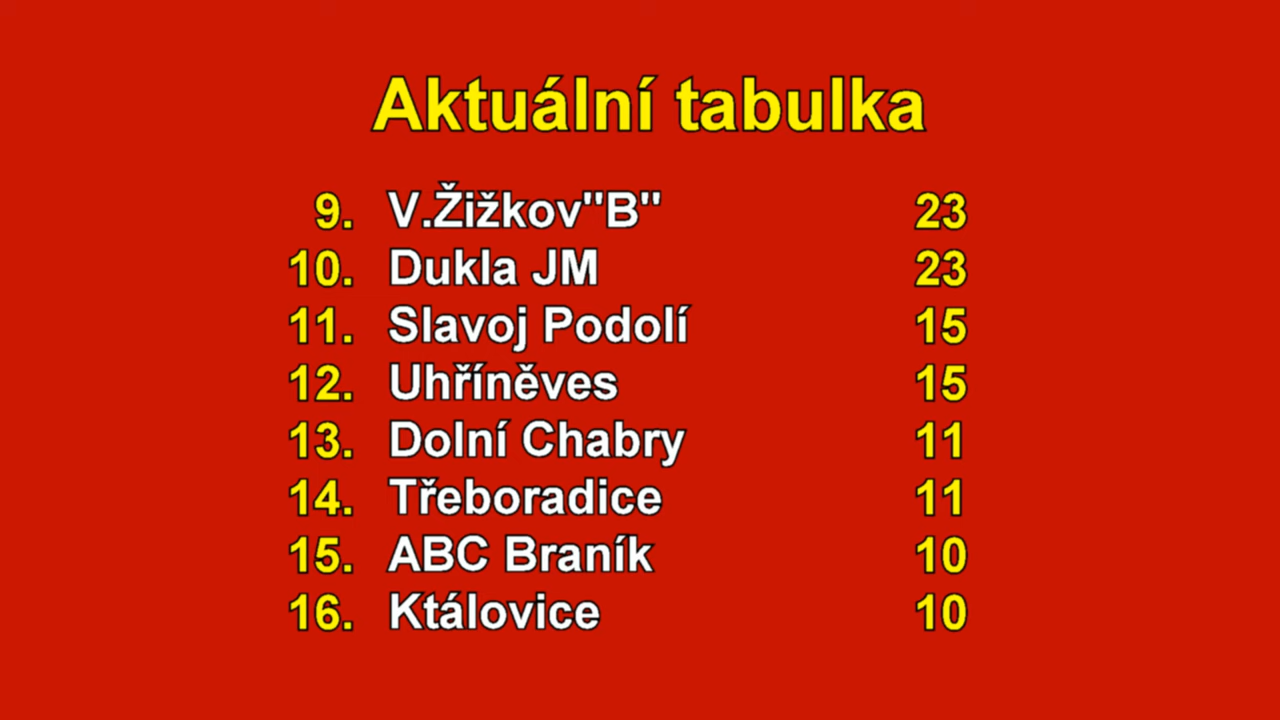 Aktuální tabulka
9. V.Žižkov"B" 23
10. Dukla JM 23
11. Slavoj Podolí 15
12. Uhříněves 15
13. Dolní Chabry 11
14. Třeboradice 11
15. ABC Braník 10
16. Ktálovice 10